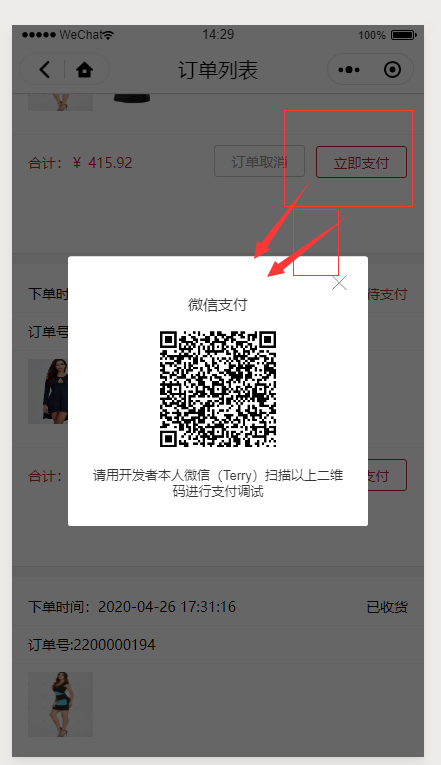 WeChat
14:29
100%
订单列表
合计：￥ 415.92
订单取消
立即支付
下单时
待支付
订单号
微信支付
请用开发者本人微信（Terry）扫描以上二维
码进行支付调试
合计：
支付
下单时间：2020-04-26 17:31:16
已收货
订单号:2200000194